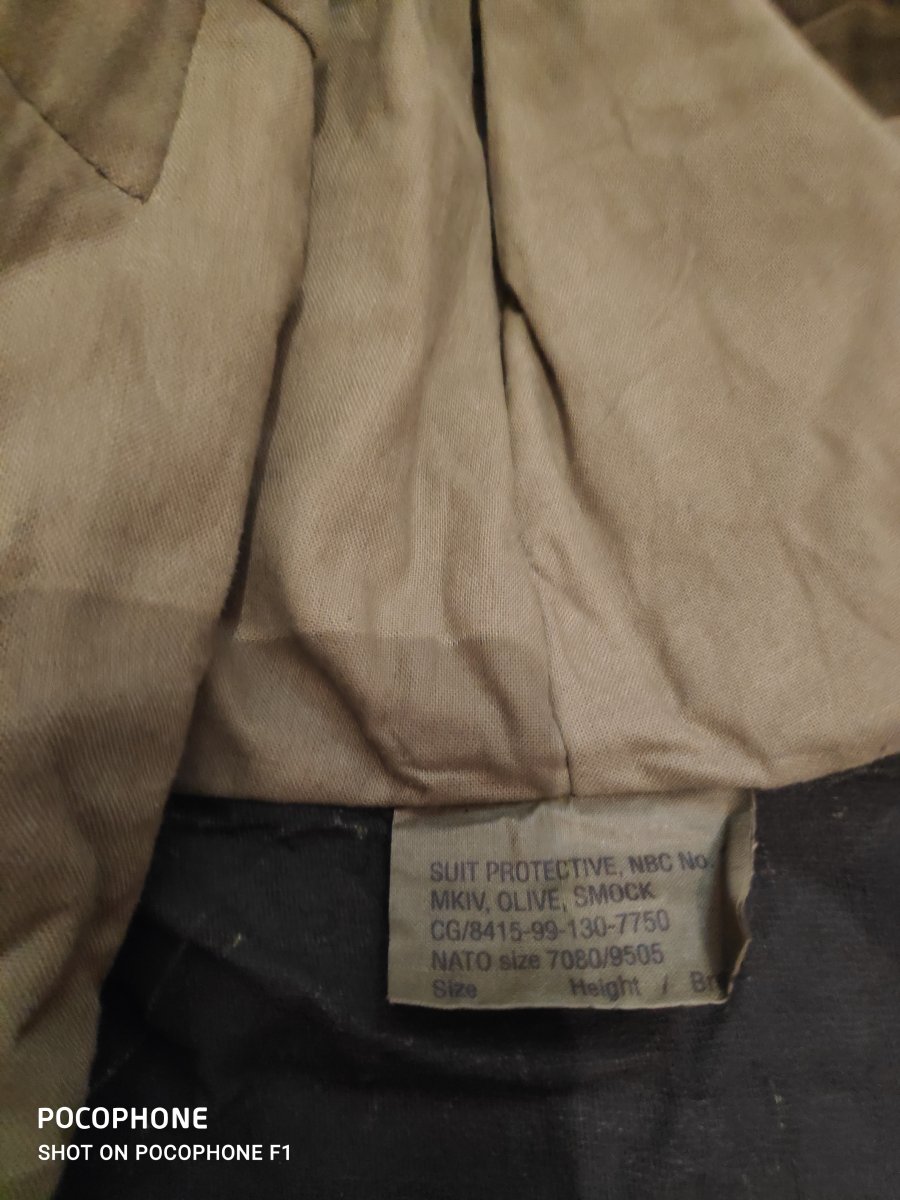 SUIT PROTECTIVE, NBC No.
MKIV, OLIVE, SMOCK
CG/8415-99-130-7750
NATO size 7080/9505
Size Height /
POCOPHONE
SHOT ON POCOPHONE F1